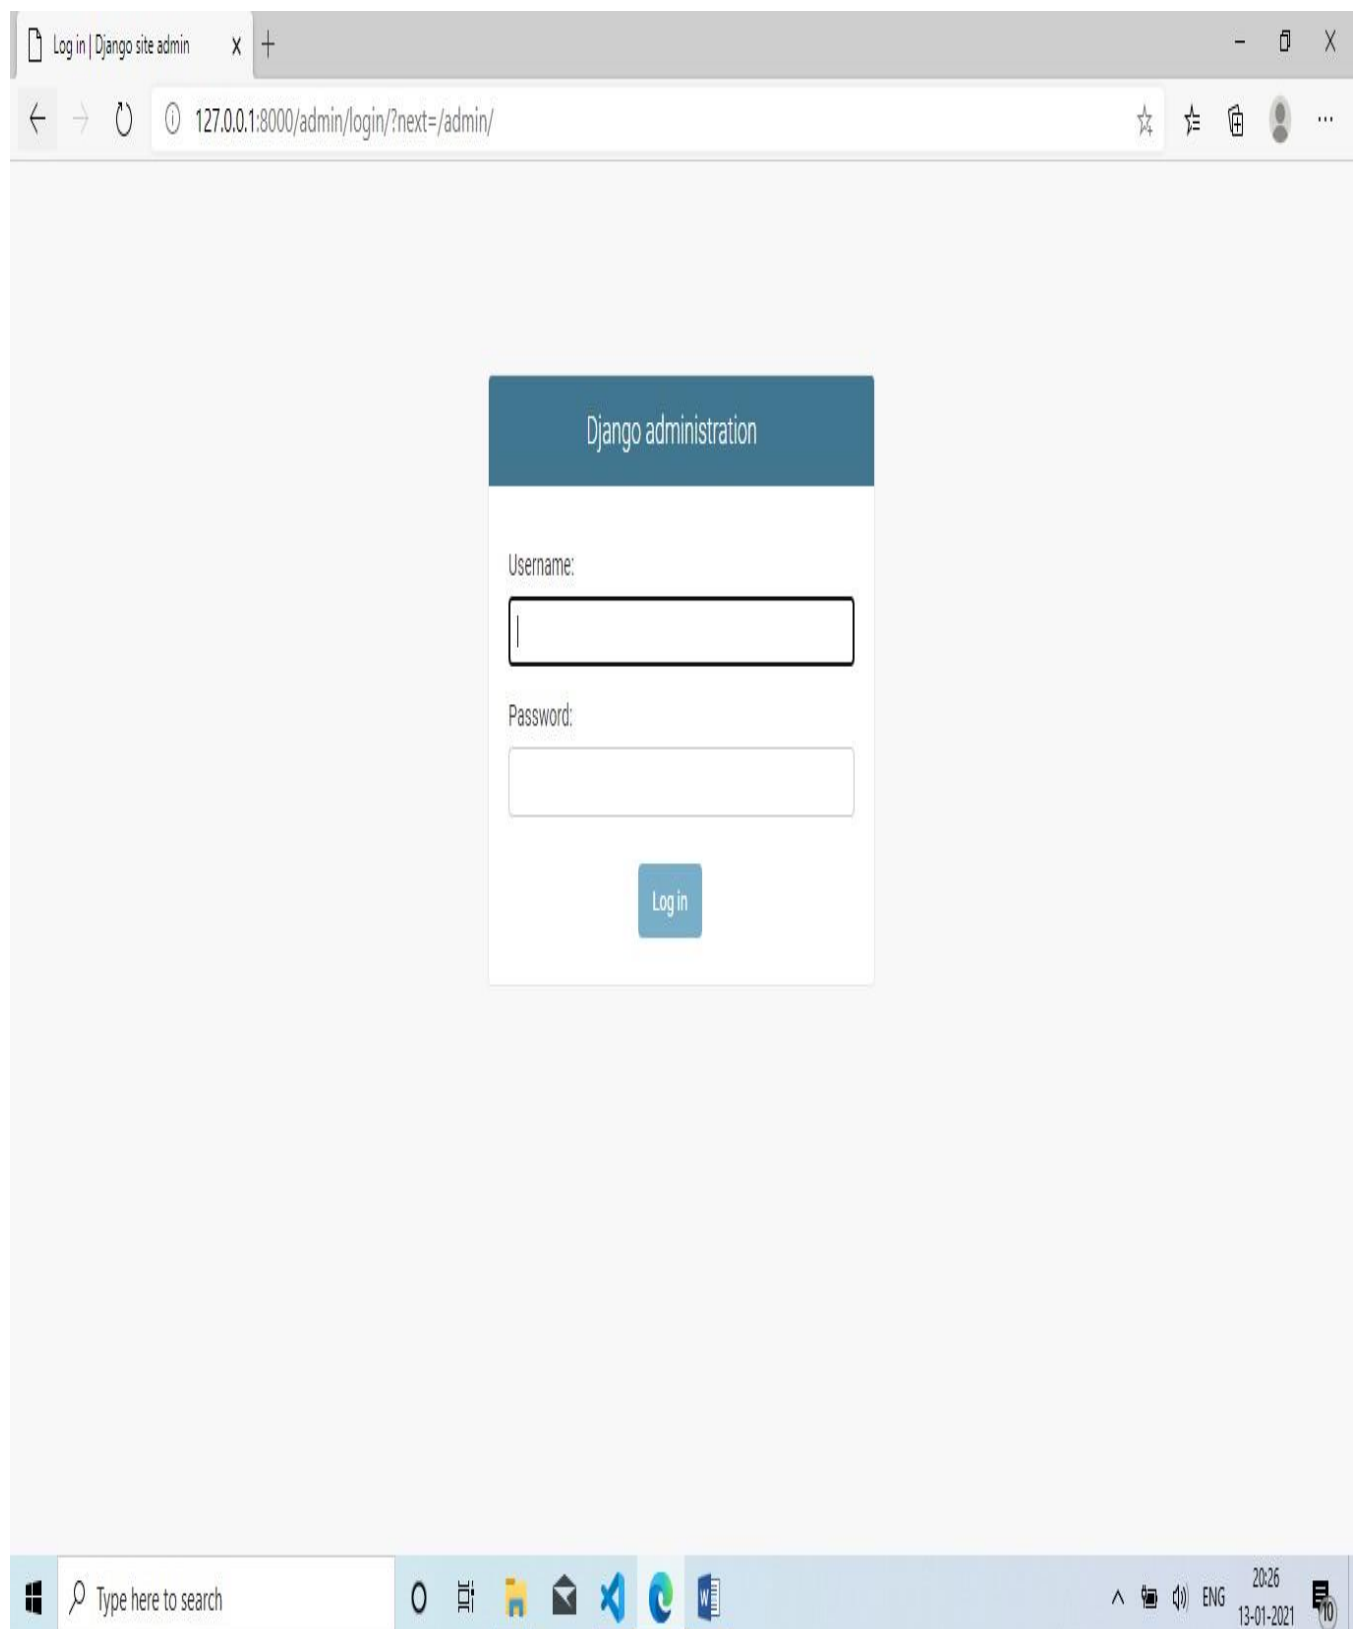 Log in | Django site admin
127.0.0.1:8000/admin/login/?next=/admin/
Django administration
Username:
Password:
Log in
Type here to search
ENG
20:26
13-01-2021
10